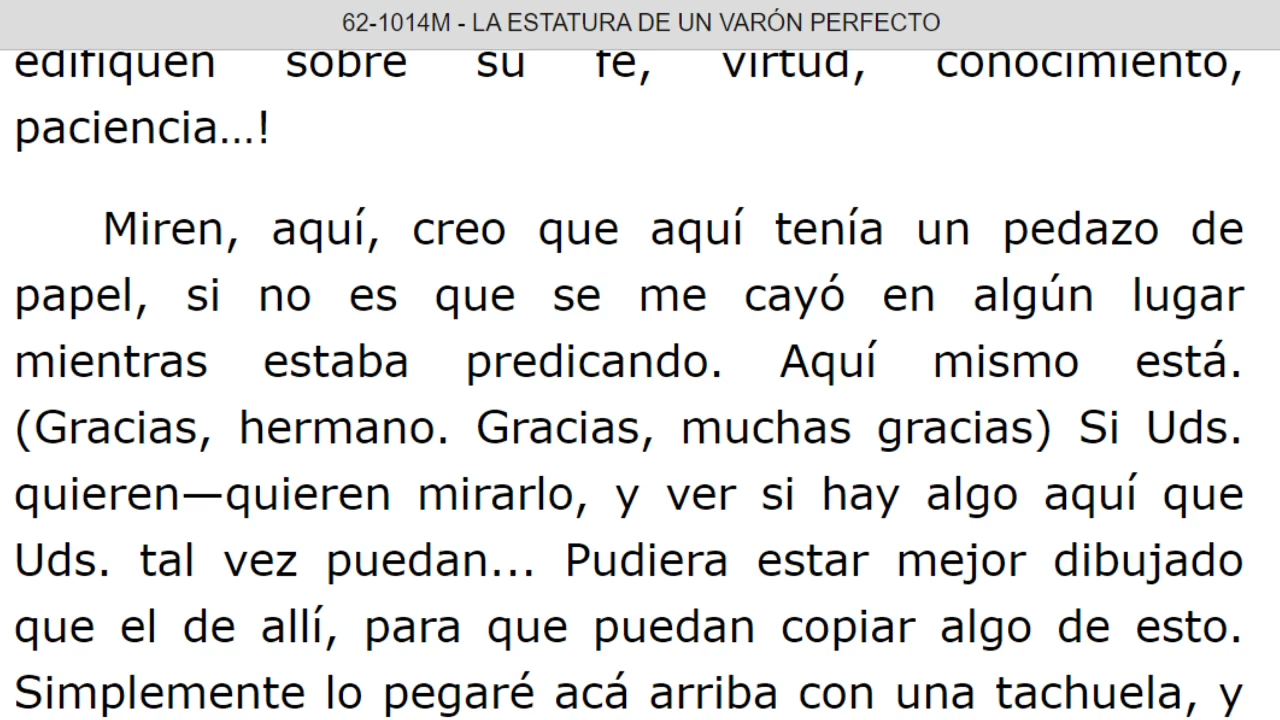 62-1014M - LA ESTATURA DE UN VARÓN PERFECTO
edifiquen sobre su fe, virtud, conocimiento,
paciencia…!
Miren, aquí, creo que aquí tenía un pedazo de
papel, si no es que se me cayó en algún lugar
mientras estaba predicando. Aquí mismo está.
(Gracias, hermano. Gracias, muchas gracias) Si Uds.
quieren—quieren mirarlo, y ver si hay algo aquí que
Uds. tal vez puedan… Pudiera estar mejor dibujado
que el de allí, para que puedan copiar algo de esto.
Simplemente lo pegaré acá arriba con una tachuela, y